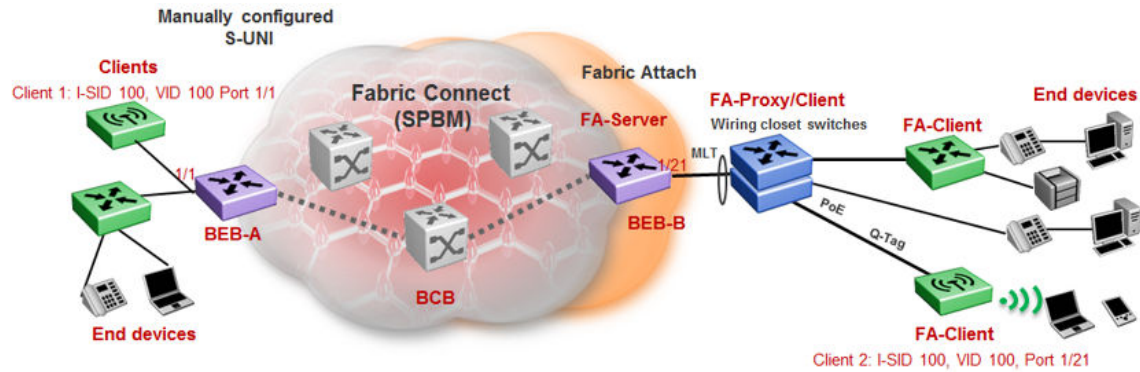 Manually configured
S-UNI
Clients
Client 1: I-SID 100, VID 100 Port 1/1
1/1
BEB-A
End devices
Fabric Connect
(SPBM)
BCB
Fabric Attach
FA-Server
1/21
BEB-B
MLT
FA-Proxy/Client
Wiring closet switches
PoE
Q-Tag
End devices
FA-Client
FA-Client
Client 2: I-SID 100, VID 100, Port 1/21